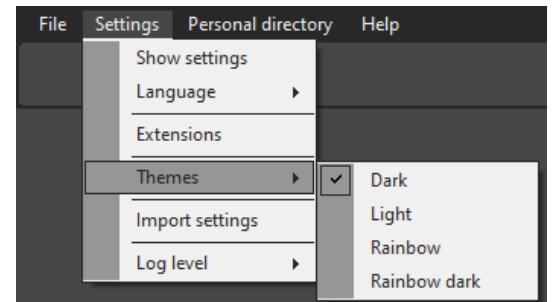 File Settings Personal directory Help
Show settings
Language
Extensions
Themes
Dark
Light
Rainbow
Rainbow dark
Import settings
Log level